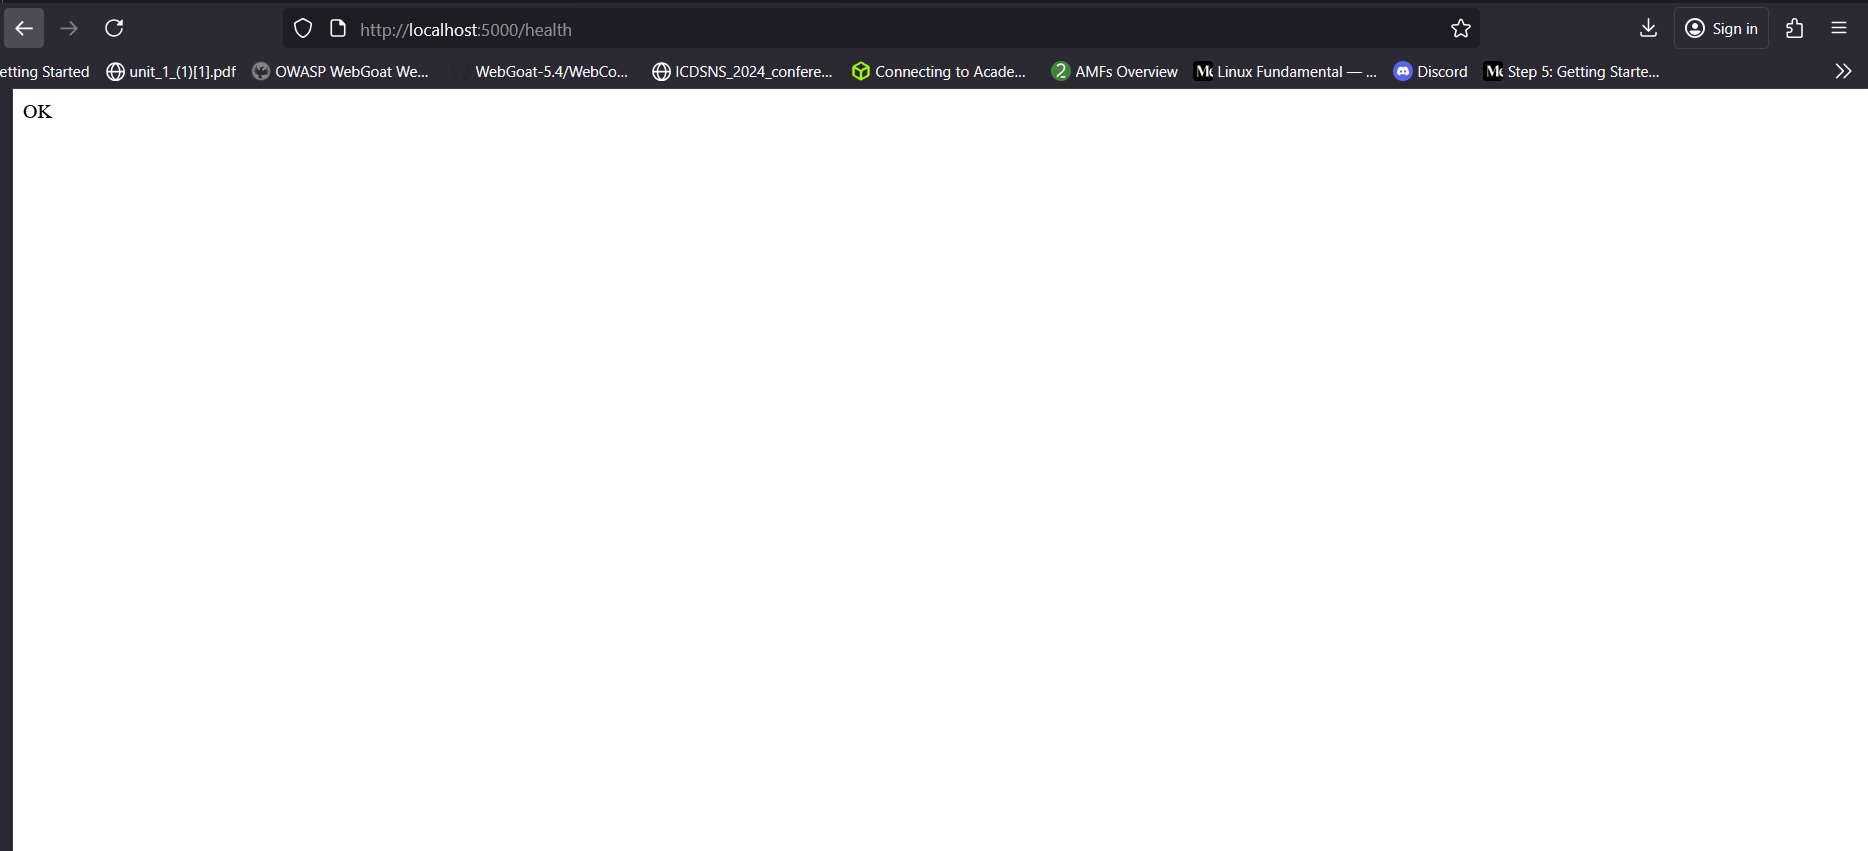 http://localhost:5000/health
Sign in
etting Started unit_1_(1)[1].pdf OWASP WebGoat We... WebGoat-5.4/WebCo... ICDSNS_2024_confere... Connecting to Acade... 2 AMFs Overview Linux Fundamental — ... Discord Step 5: Getting Starte...
OK